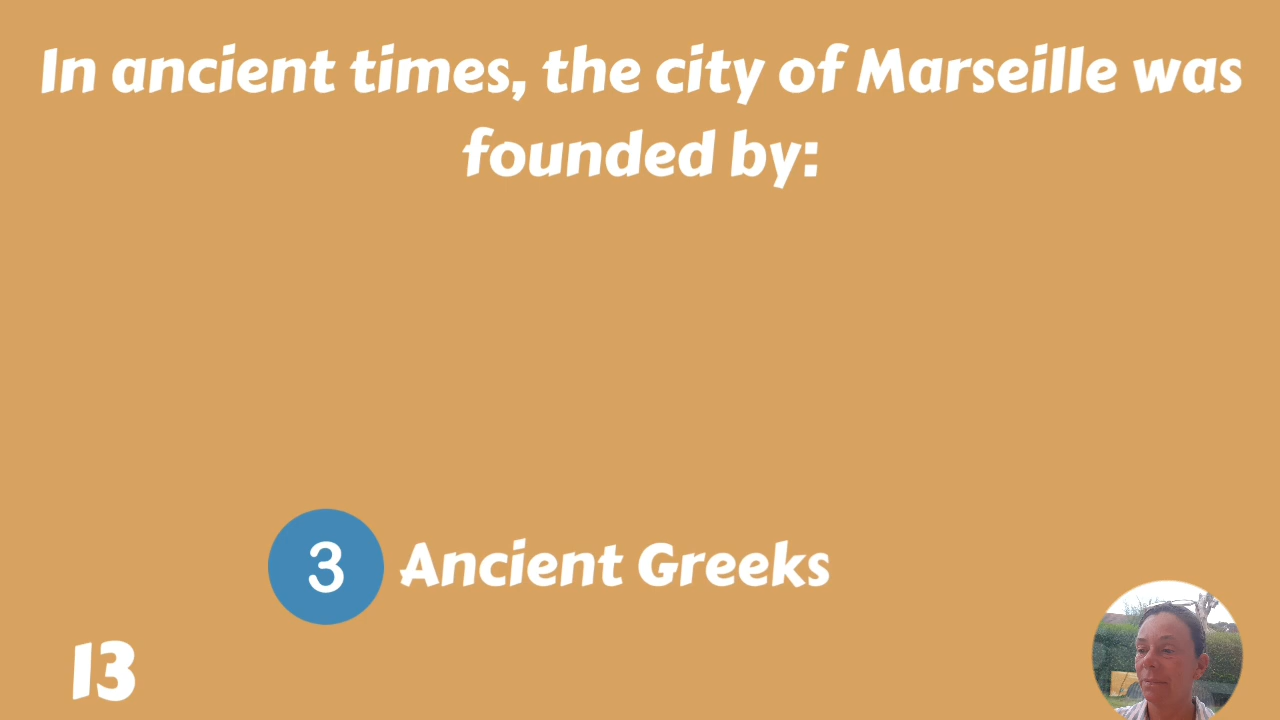 In ancient times, the city of Marseille was
founded by:
3 Ancient Greeks
13